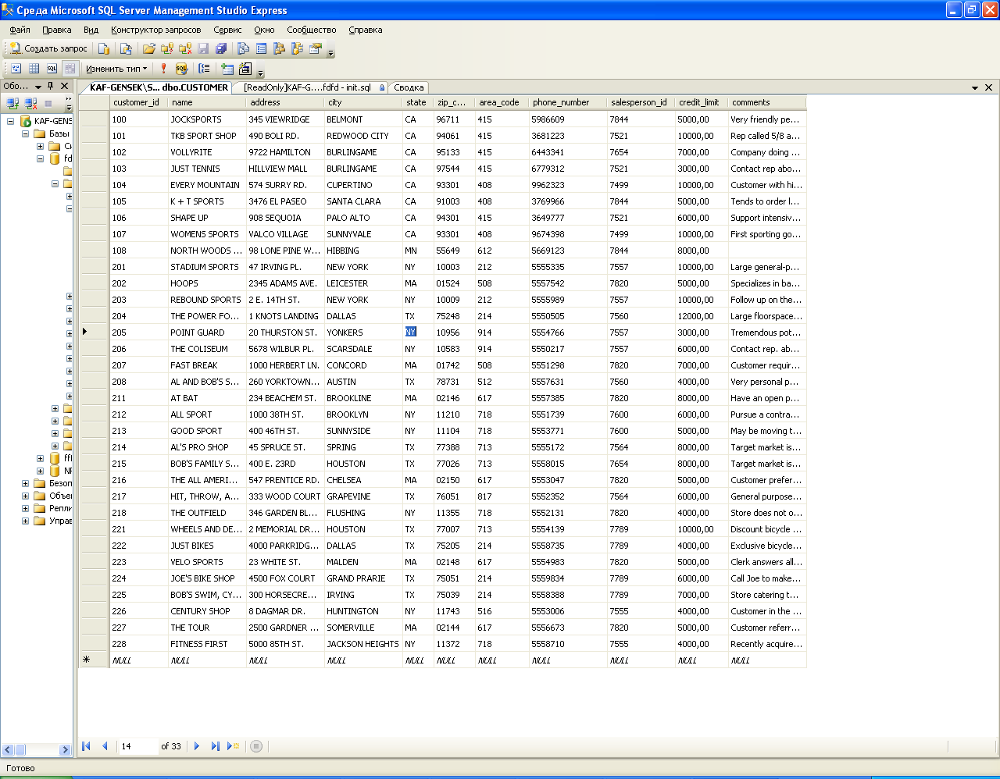 Среда Microsoft SQL Server Management Studio Express
Файл Правка Вид Конструктор запросов Сервис Окно Сообщество Справка
Создать запрос
Изменить тип
Обо... KAF-GENSEK\S... dbo.CUSTOMER [ReadOnly]KAF-G....fdfd - init.sql Сводка
KAF-GENS
Базы
Си
fd
ff
NF
Безоп
Объе
Репли
Управ
customer_id name address city state zip_c... area_code phone_number salesperson_id credit_limit comments
100 JOCKSPORTS 345 VIEWRIDGE BELMONT CA 96711 415 5986609 7844 5000,00 Very friendly pe...
101 TKB SPORT SHOP 490 BOLI RD. REDWOOD CITY CA 94061 415 3681223 7521 10000,00 Rep called 5/8 a...
102 VOLLYRITE 9722 HAMILTON BURLINGAME CA 95133 415 6443341 7654 7000,00 Company doing ...
103 JUST TENNIS HILLVIEW MALL BURLINGAME CA 97544 415 6779312 7521 3000,00 Contact rep abo...
104 EVERY MOUNTAIN 574 SURRY RD. CUPERTINO CA 93301 408 9962323 7499 10000,00 Customer with hi...
105 K + T SPORTS 3476 EL PASEO SANTA CLARA CA 91003 408 3769966 7844 5000,00 Tends to order l...
106 SHAPE UP 908 SEQUOIA PALO ALTO CA 94301 415 3649777 7521 6000,00 Support intensiv...
107 WOMENS SPORTS VALCO VILLAGE SUNNYVALE CA 93301 408 9674398 7499 10000,00 First sporting go...
108 NORTH WOODS ... 98 LONE PINE W... HIBBING MN 55649 612 5669123 7844 8000,00
201 STADIUM SPORTS 47 IRVING PL. NEW YORK NY 10003 212 5555335 7557 10000,00 Large general-p...
202 HOOPS 2345 ADAMS AVE. LEICESTER MA 01524 508 5557542 7820 5000,00 Specializes in ba...
203 REBOUND SPORTS 2 E. 14TH ST. NEW YORK NY 10009 212 5555989 7557 10000,00 Follow up on the...
204 THE POWER FO... 1 KNOTS LANDING DALLAS TX 75248 214 5550505 7560 12000,00 Large floorspace...
205 POINT GUARD 20 THURSTON ST. YONKERS NY 10956 914 5554766 7557 3000,00 Tremendous pot...
206 THE COLISEUM 5678 WILBUR PL. SCARSDALE NY 10583 914 5550217 7557 6000,00 Contact rep. ab...
207 FAST BREAK 1000 HERBERT LN. CONCORD MA 01742 508 5551298 7820 7000,00 Customer requir...
208 AL AND BOB'S S... 260 YORKTOWN... AUSTIN TX 78731 512 5557631 7560 4000,00 Very personal p...
211 AT BAT 234 BEACHEM ST. BROOKLINE MA 02146 617 5557385 7820 8000,00 Have an open p...
212 ALL SPORT 1000 38TH ST. BROOKLYN NY 11210 718 5551739 7600 6000,00 Pursue a contra...
213 GOOD SPORT 400 46TH ST. SUNNYSIDE NY 11104 718 5553771 7600 5000,00 May be moving t...
214 AL'S PRO SHOP 45 SPRUCE ST. SPRING TX 77388 713 5555172 7564 8000,00 Target market is...
215 BOB'S FAMILY S... 400 E. 23RD HOUSTON TX 77026 713 5558015 7654 8000,00 Target market is...
216 THE ALL AMERI... 547 PRENTICE RD. CHELSEA MA 02150 617 5553047 7820 5000,00 Customer prefer...
217 HIT, THROW, A... 333 WOOD COURT GRAPEVINE TX 76051 817 5552352 7564 6000,00 General purpose...
218 THE OUTFIELD 346 GARDEN BL... FLUSHING NY 11355 718 5552131 7820 4000,00 Store does not o...
221 WHEELS AND DE... 2 MEMORIAL DR... HOUSTON TX 77007 713 5554139 7789 10000,00 Discount bicycle ...
222 JUST BIKES 4000 PARKRIDG... DALLAS TX 75205 214 5558735 7789 4000,00 Exclusive bicycle...
223 VELO SPORTS 23 WHITE ST. MALDEN MA 02148 617 5554983 7820 5000,00 Clerk answers all...
224 JOE'S BIKE SHOP 4500 FOX COURT GRAND PRARIE TX 75051 214 5559834 7789 6000,00 Call Joe to make...
225 BOB'S SWIM, CY... 300 HORSECRE... IRVING TX 75039 214 5558388 7789 7000,00 Store catering t...
226 CENTURY SHOP 8 DAGMAR DR. HUNTINGTON NY 11743 516 5553006 7555 4000,00 Customer in the ...
227 THE TOUR 2500 GARDNER ... SOMERVILLE MA 02144 617 5556673 7820 5000,00 Customer referr...
228 FITNESS FIRST 5000 85TH ST. JACKSON HEIGHTS NY 11372 718 5558710 7555 4000,00 Recently acquire...
NULL NULL NULL NULL NULL NULL NULL NULL NULL NULL NULL
14 of 33
Готово